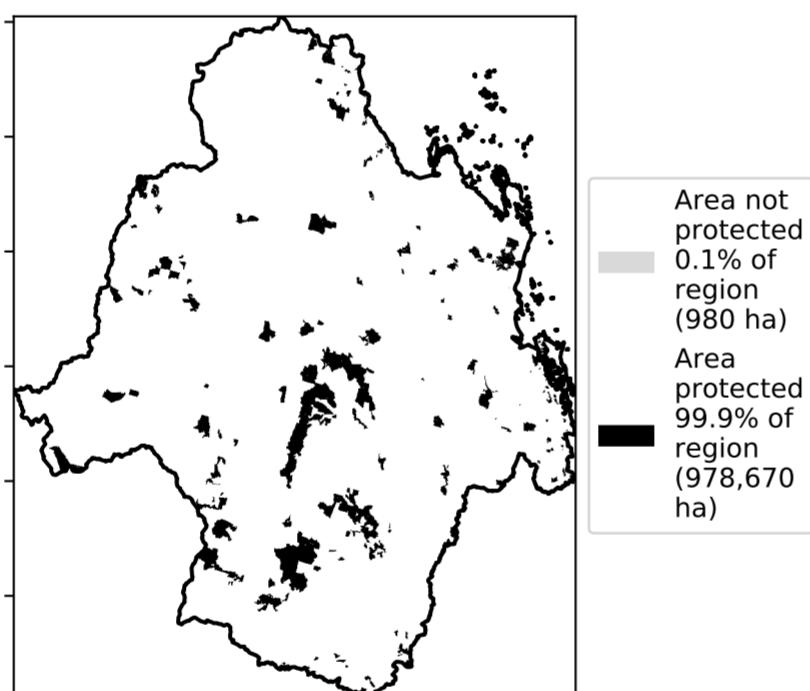 Area not
protected
0.1% of
region
(980 ha)
Area
protected
99.9% of
region
(978,670
ha)